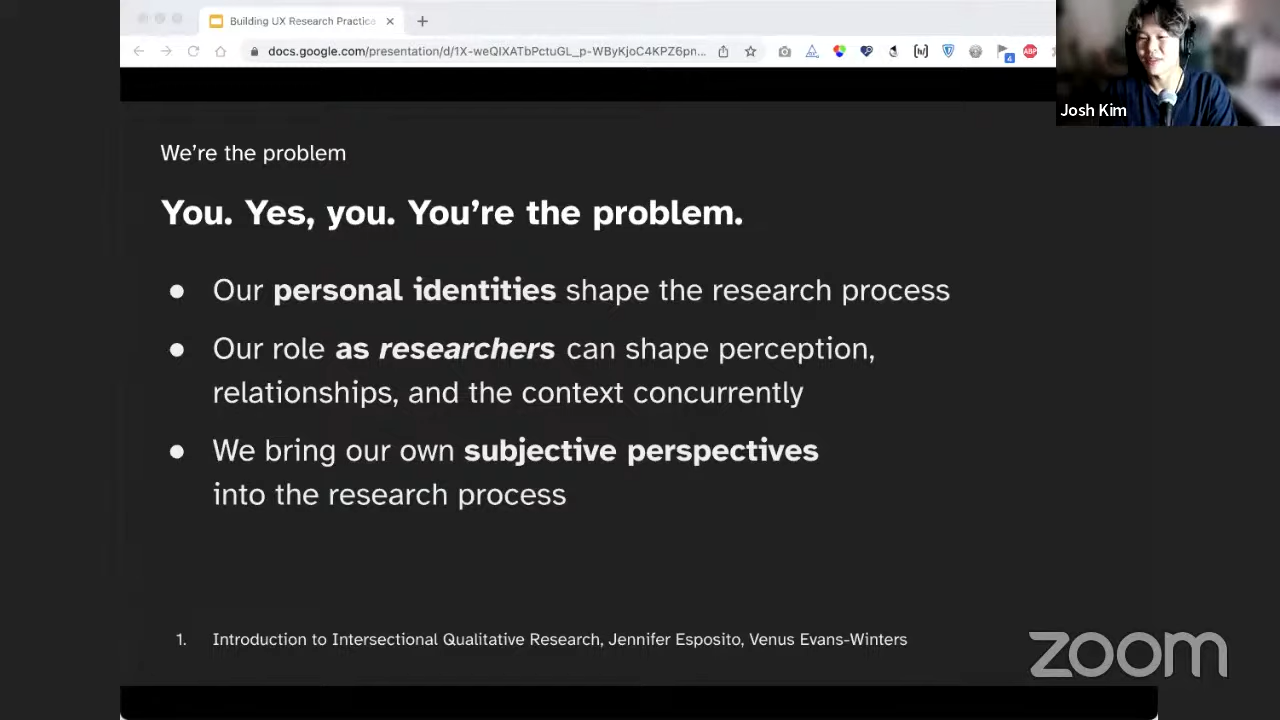 Building UX Research Practic
docs.google.com/presentation/d/1X-weQIXATbPctuGL_p-WByKjoC4KPZ6pn...
ABP
Josh Kim
We're the problem
You. Yes, you. You're the problem.
● Our personal identities shape the research process
● Our role as researchers can shape perception,
relationships, and the context concurrently
● We bring our own subjective perspectives
into the research process
1. Introduction to Intersectional Qualitative Research, Jennifer Esposito, Venus Evans-Winters
zoom